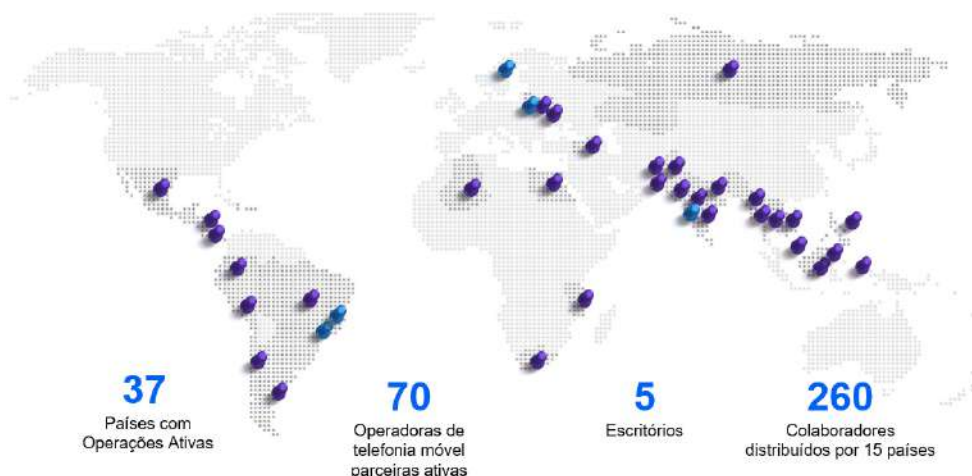 37
Países com
Operações Ativas
70
Operadoras de
telefonia móvel
parceiras ativas
5
Escritórios
260
Colaboradores
distribuídos por 15 países